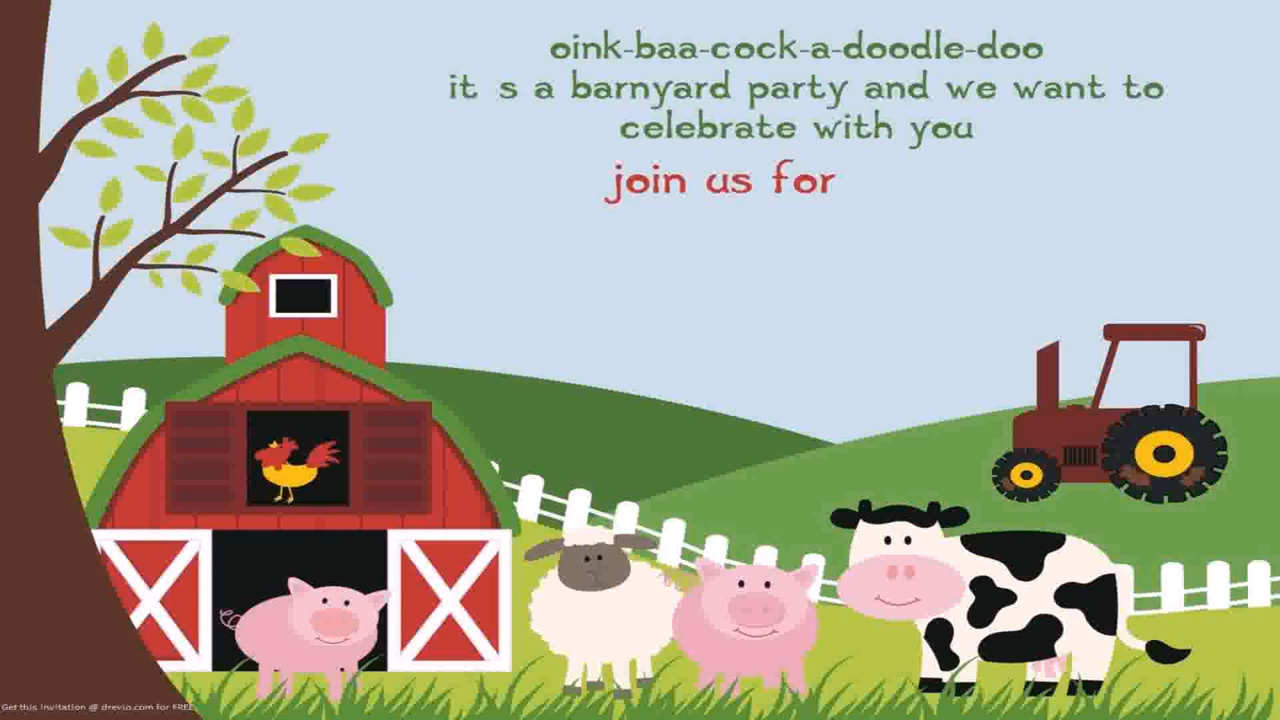 oink-baa-cock-a-doodle-doo
it s a barnyard party and we want to
celebrate with you
join us for
Get this invitation @ drevio.com for FREE